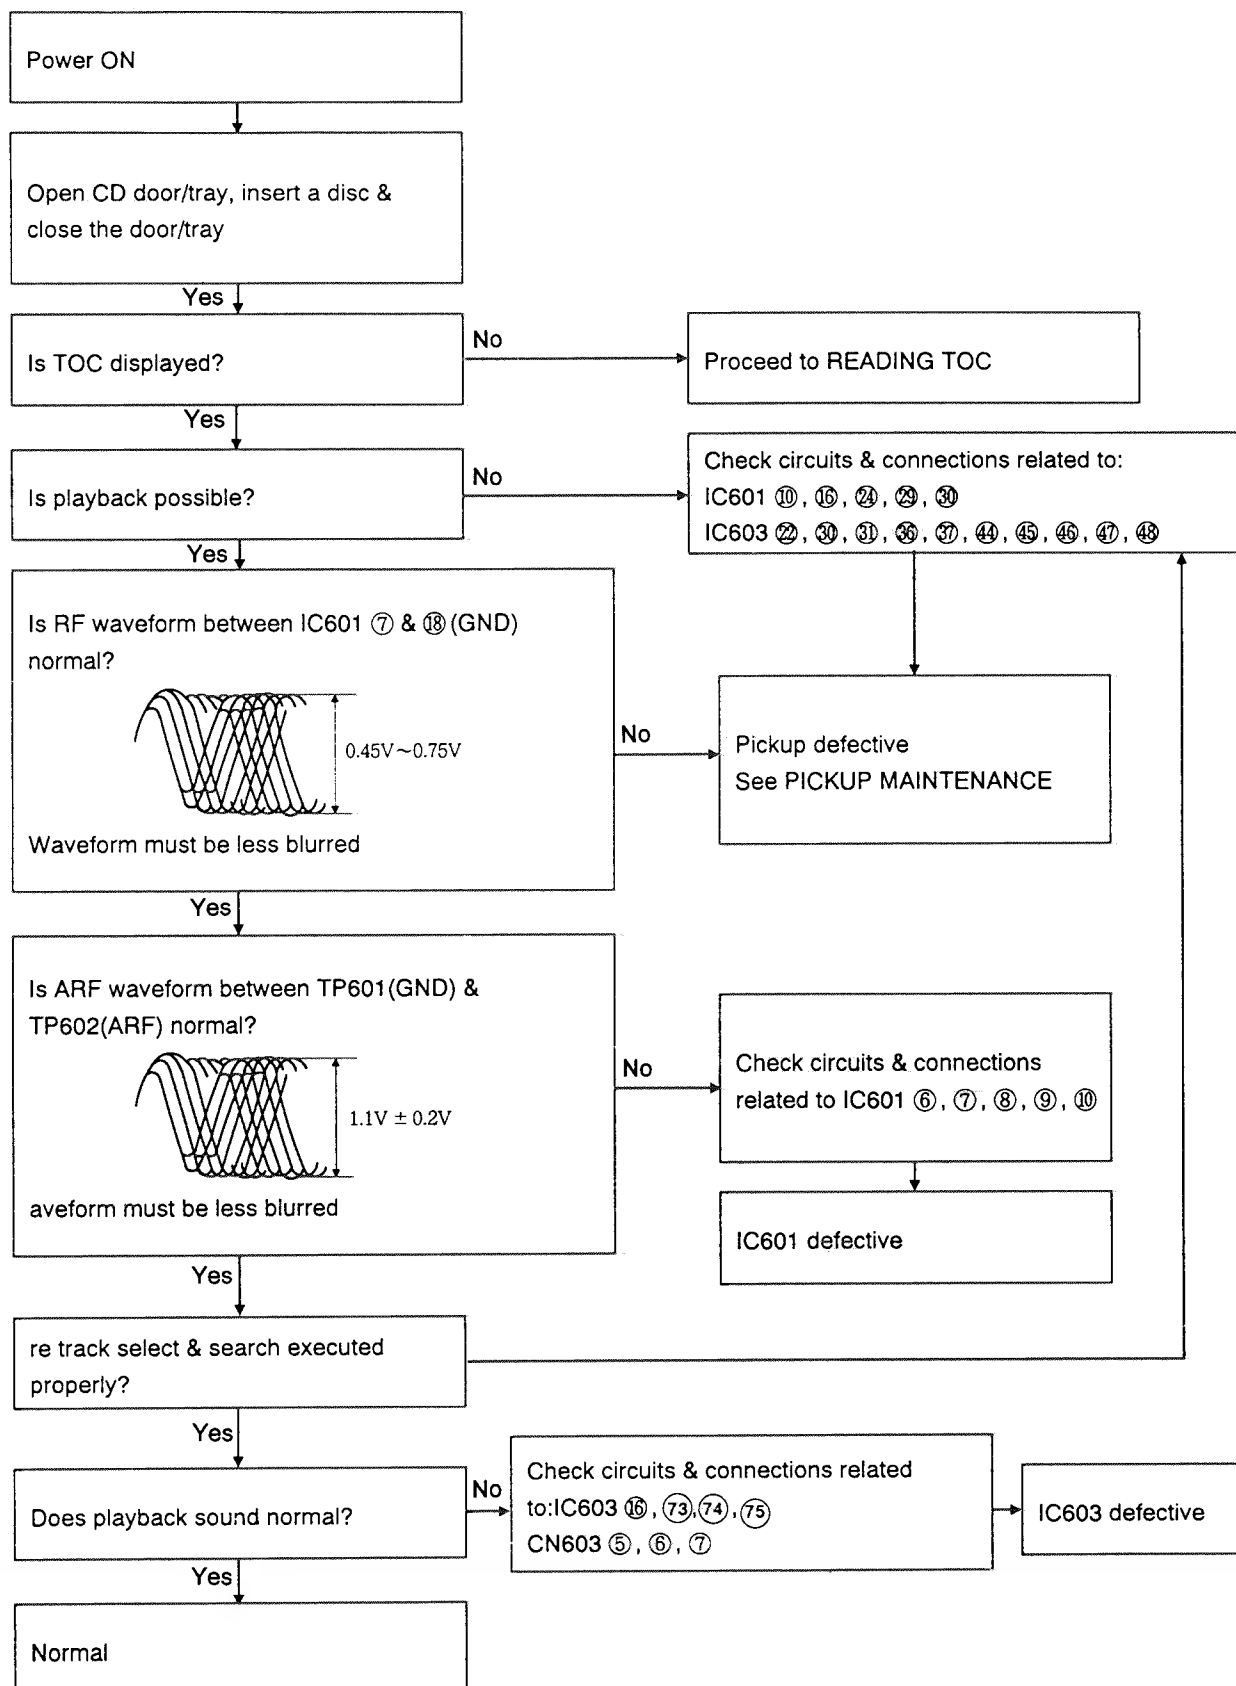 Power ON
Open CD door/tray, insert a disc &
close the door/tray
Yes
Is TOC displayed?
No
Proceed to READING TOC
Yes
Is playback possible?
No
Check circuits & connections related to:
IC601 ⑩, ⑯, ㉔, ㉙, ㉚
IC603 ㉒, ㉚, ㉛, ㊱, ㊲, ㊹, ㊺, ㊻, ㊼, ㊽
Yes
Is RF waveform between IC601 ⑦ & ⑱ (GND)
normal?
0.45V~0.75V
Waveform must be less blurred
No
Pickup defective
See PICKUP MAINTENANCE
Yes
Is ARF waveform between TP601(GND) &
TP602(ARF) normal?
1.1V ± 0.2V
aveform must be less blurred
No
Check circuits & connections
related to IC601 ⑥, ⑦, ⑧, ⑨, ⑩
IC601 defective
Yes
re track select & search executed
properly?
Yes
Does playback sound normal?
No
Check circuits & connections related
to:IC603 ⑯, (73), (74), (75)
CN603 ⑤, ⑥, ⑦
IC603 defective
Yes
Normal